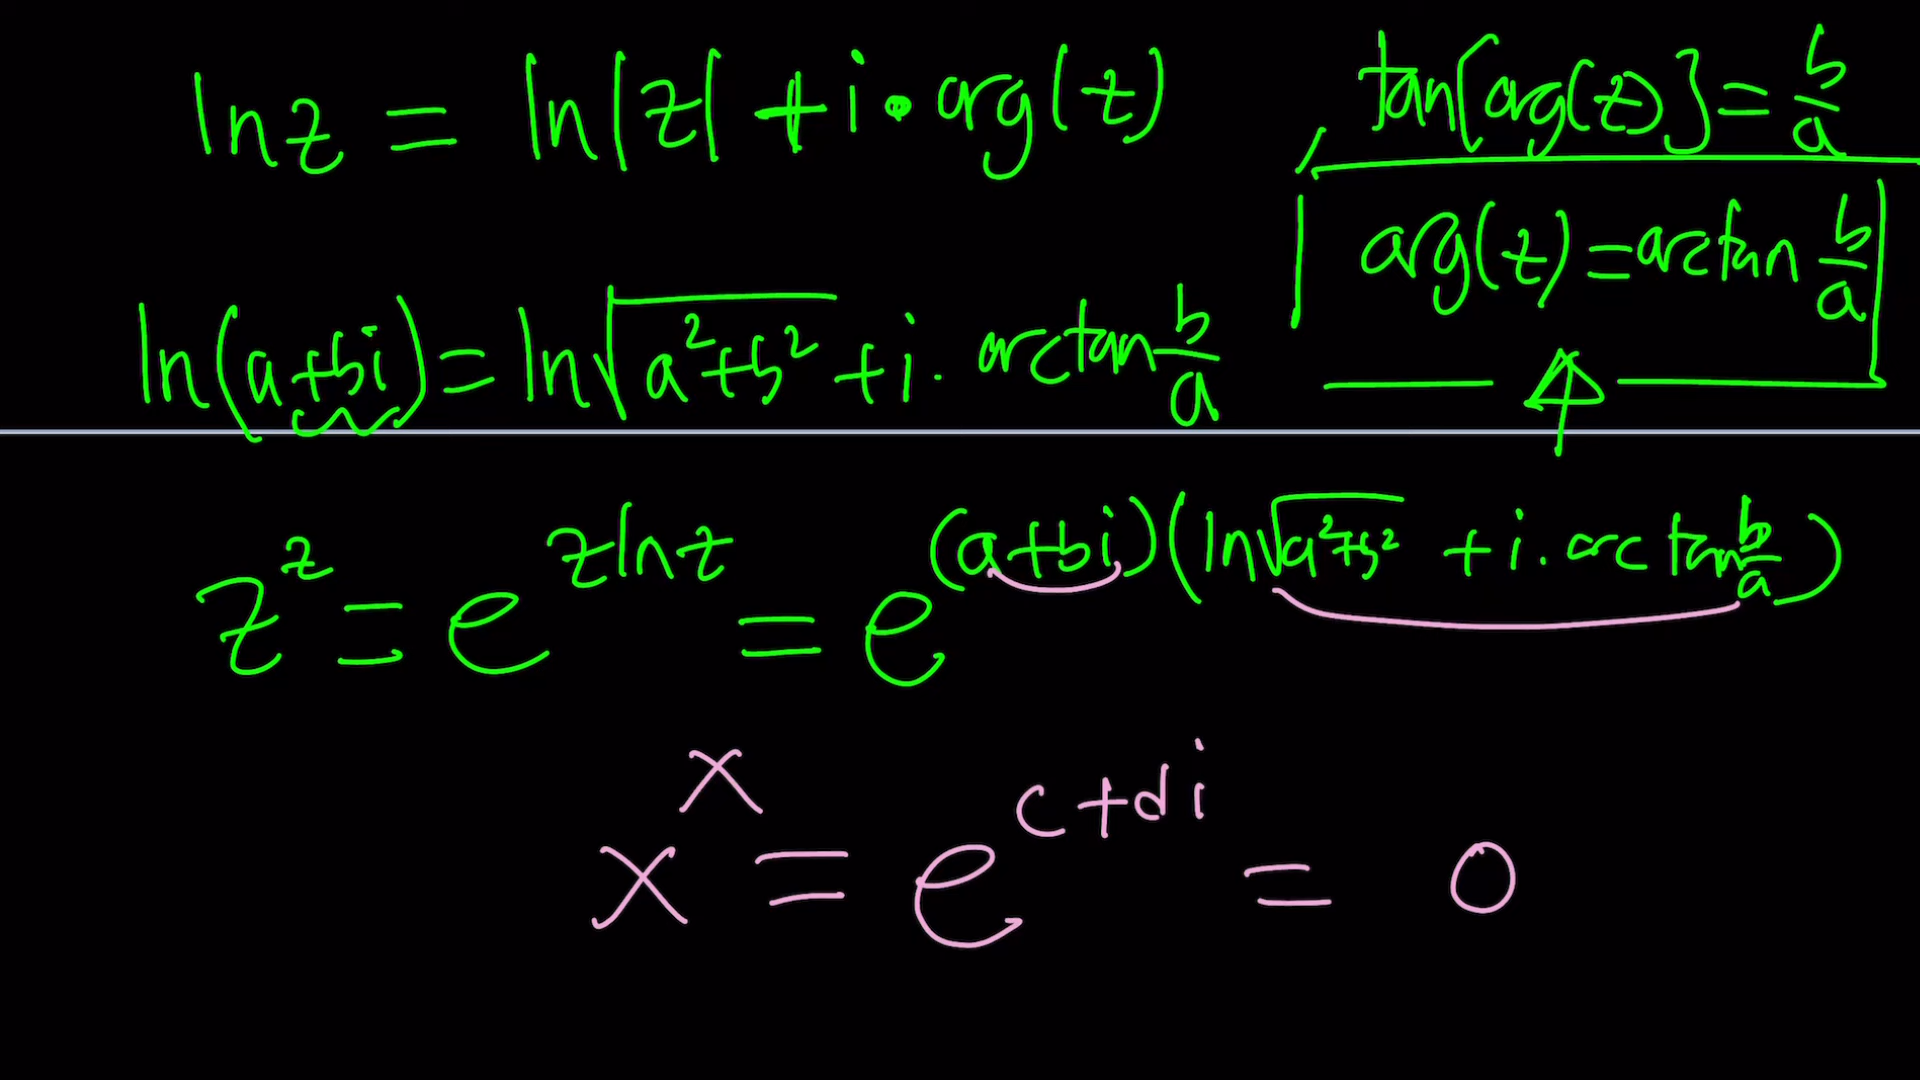 ln z = ln|z| + i · arg(z)
tan[arg(z)] = b/a
arg(z) = arctan b/a
ln(a+bi) = ln√(a²+b²) + i · arctan b/a
z^z = e^(z ln z) = e^((a+bi)(ln√(a²+b²) + i · arctan b/a))
x^x = e^(c+di) = 0